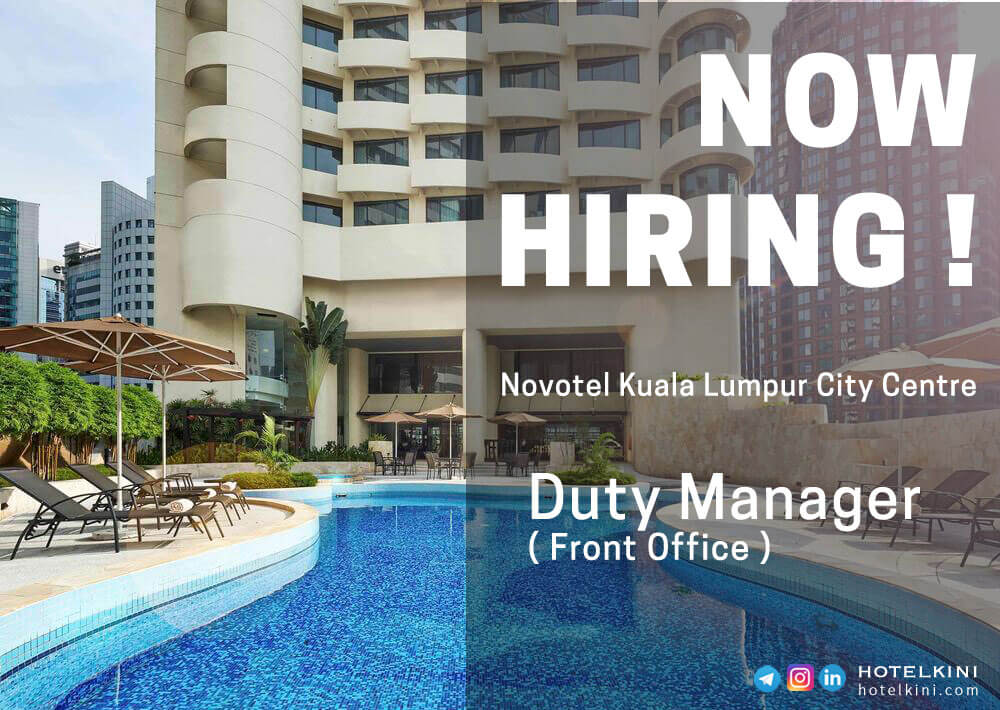 NOW
HIRING !
Novotel Kuala Lumpur City Centre
Duty Manager
( Front Office )
HOTELKINI
hotelkini.com